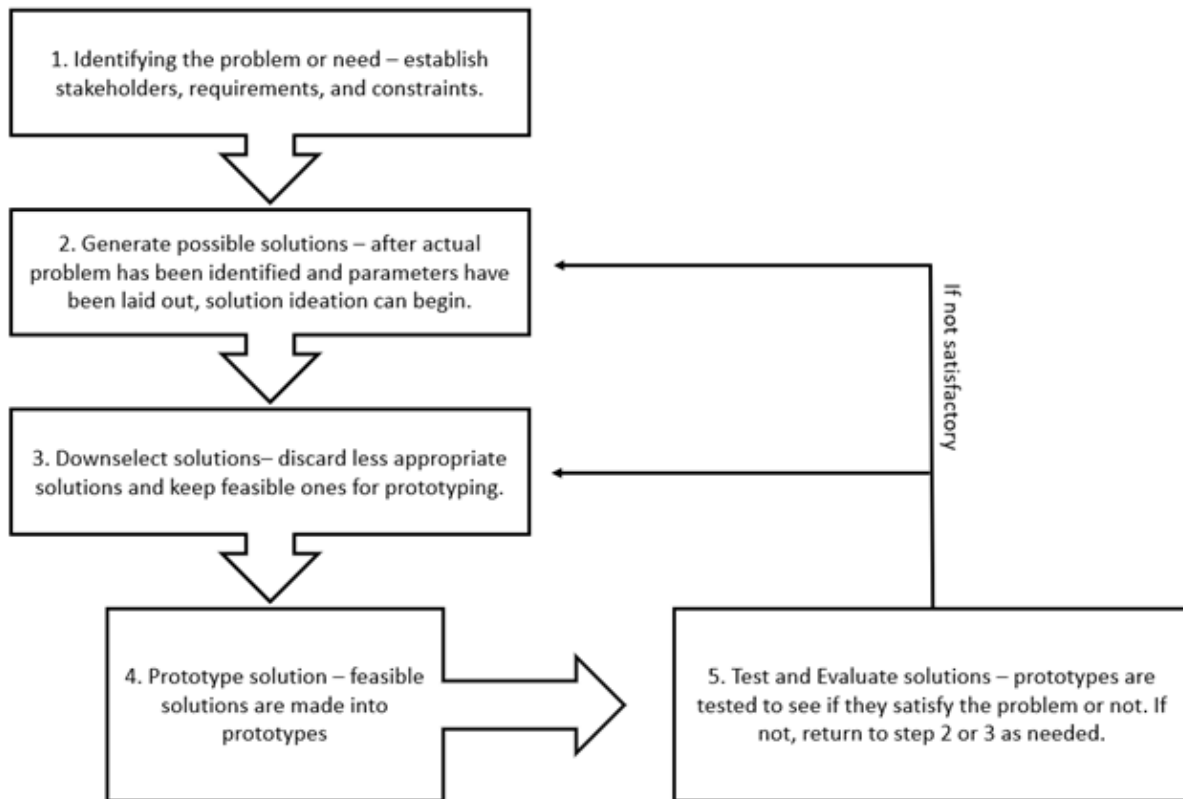 1. Identifying the problem or need – establish
stakeholders, requirements, and constraints.
2. Generate possible solutions – after actual
problem has been identified and parameters have
been laid out, solution ideation can begin.
If not satisfactory
3. Downselect solutions– discard less appropriate
solutions and keep feasible ones for prototyping.
4. Prototype solution – feasible
solutions are made into
prototypes
5. Test and Evaluate solutions – prototypes are
tested to see if they satisfy the problem or not. If
not, return to step 2 or 3 as needed.